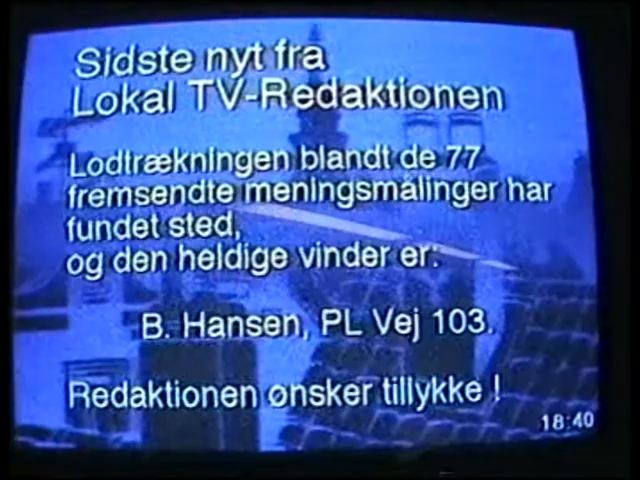 Sidste nyt fra
Lokal TV-Redaktionen
Lodtrækningen blandt de 77
fremsendte meningsmålinger har
fundet sted,
og den heldige vinder er:
B. Hansen, PL Vej 103.
Redaktionen ønsker tillykke !
18:40